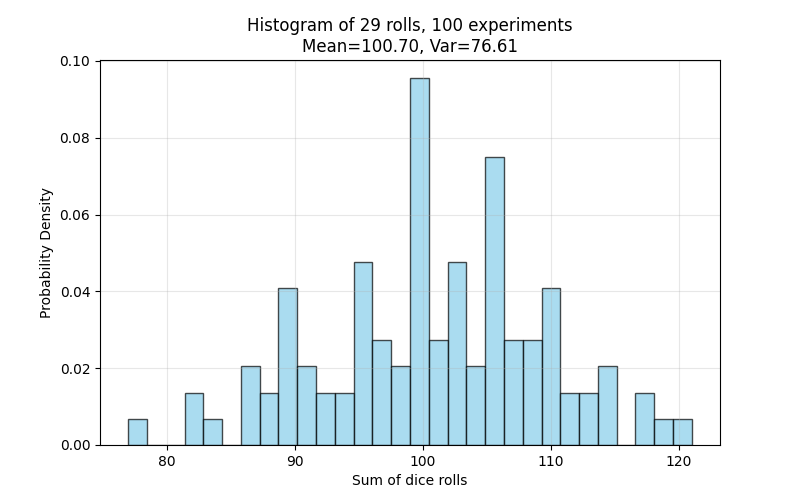 Histogram of 29 rolls, 100 experiments
Mean=100.70, Var=76.61
0.10
0.08
0.06
0.04
0.02
0.00
Probability Density
80 90 100 110 120
Sum of dice rolls